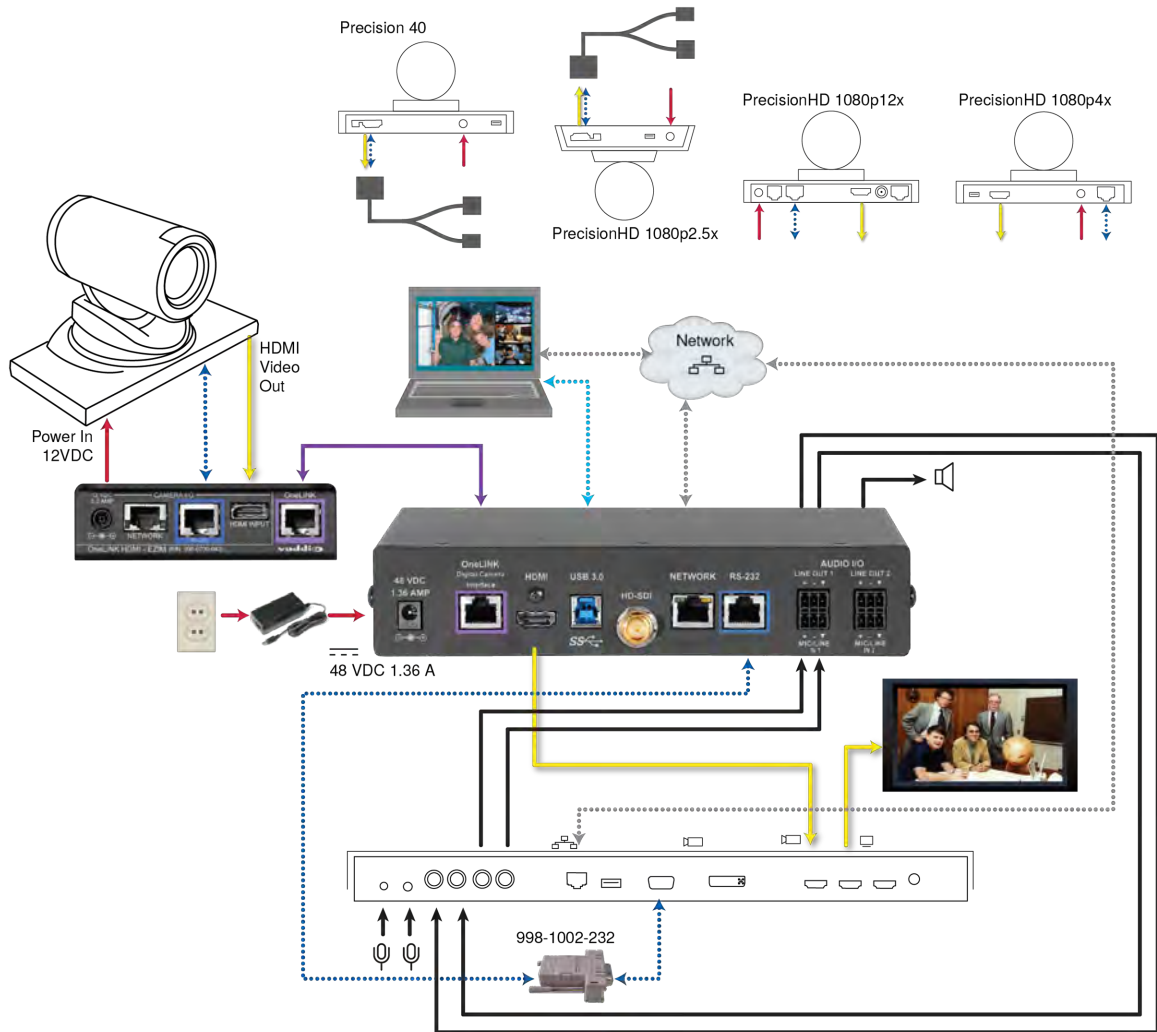 Precision 40
PrecisionHD 1080p12x
PrecisionHD 1080p4x
PrecisionHD 1080p2.5x
Network
HDMI
Video
Out
Power In
12VDC
CAMERA I/O
OneLINK
NETWORK
HDMI INPUT
OneLINK HDMI - EZIM
vaddio
48 VDC
1.36 AMP
OneLINK
Digital Camera
Interface
HDMI
USB 3.0
HD-SDI
NETWORK
RS-232
AUDIO I/O
LINE OUT 1
LINE OUT 2
MIC/LINE
IN 1
MIC/LINE
IN 2
48 VDC 1.36 A
998-1002-232